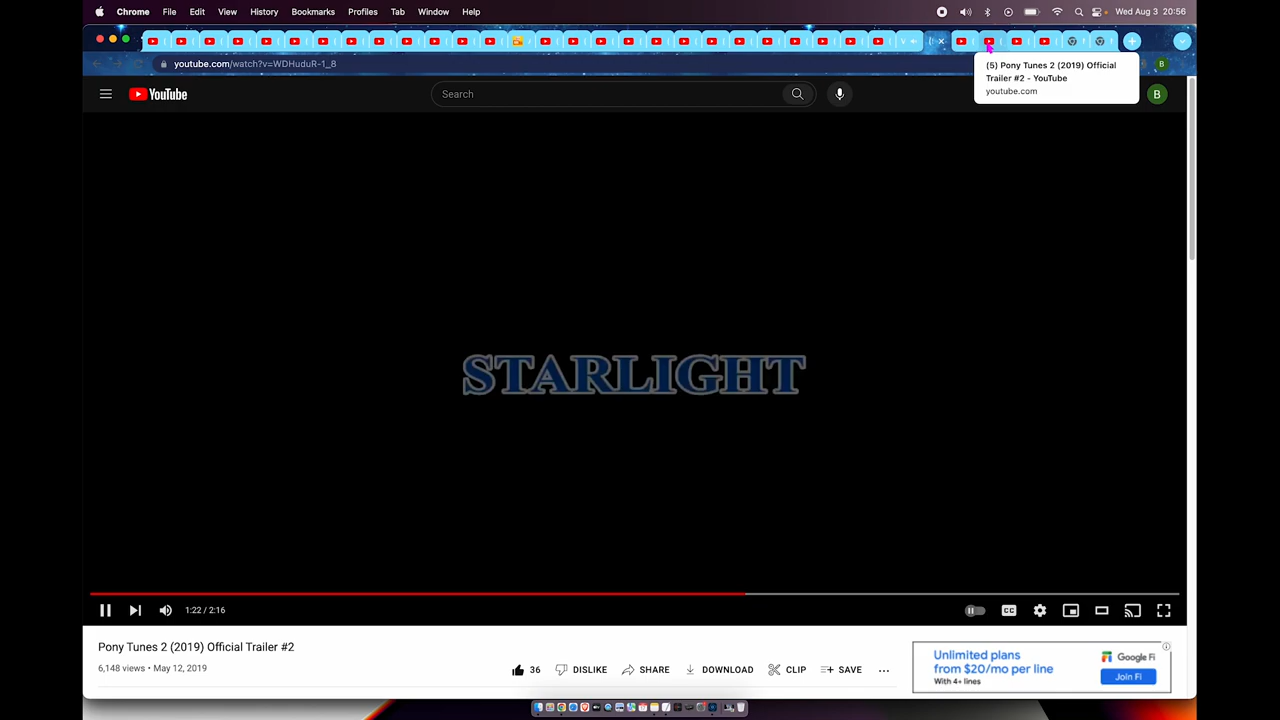 Chrome File Edit View History Bookmarks Profiles Tab Window Help Wed Aug 3 20:56
youtube.com/watch?v=WDHuduR-1_8 B
(5) Pony Tunes 2 (2019) Official
Trailer #2 - YouTube
youtube.com
YouTube Search B
STARLIGHT
1:22 / 2:16 CC
Pony Tunes 2 (2019) Official Trailer #2
6,148 views • May 12, 2019
36 DISLIKE SHARE DOWNLOAD CLIP SAVE ...
Unlimited plans
from $20/mo per line
With 4+ lines
Google Fi
Join Fi